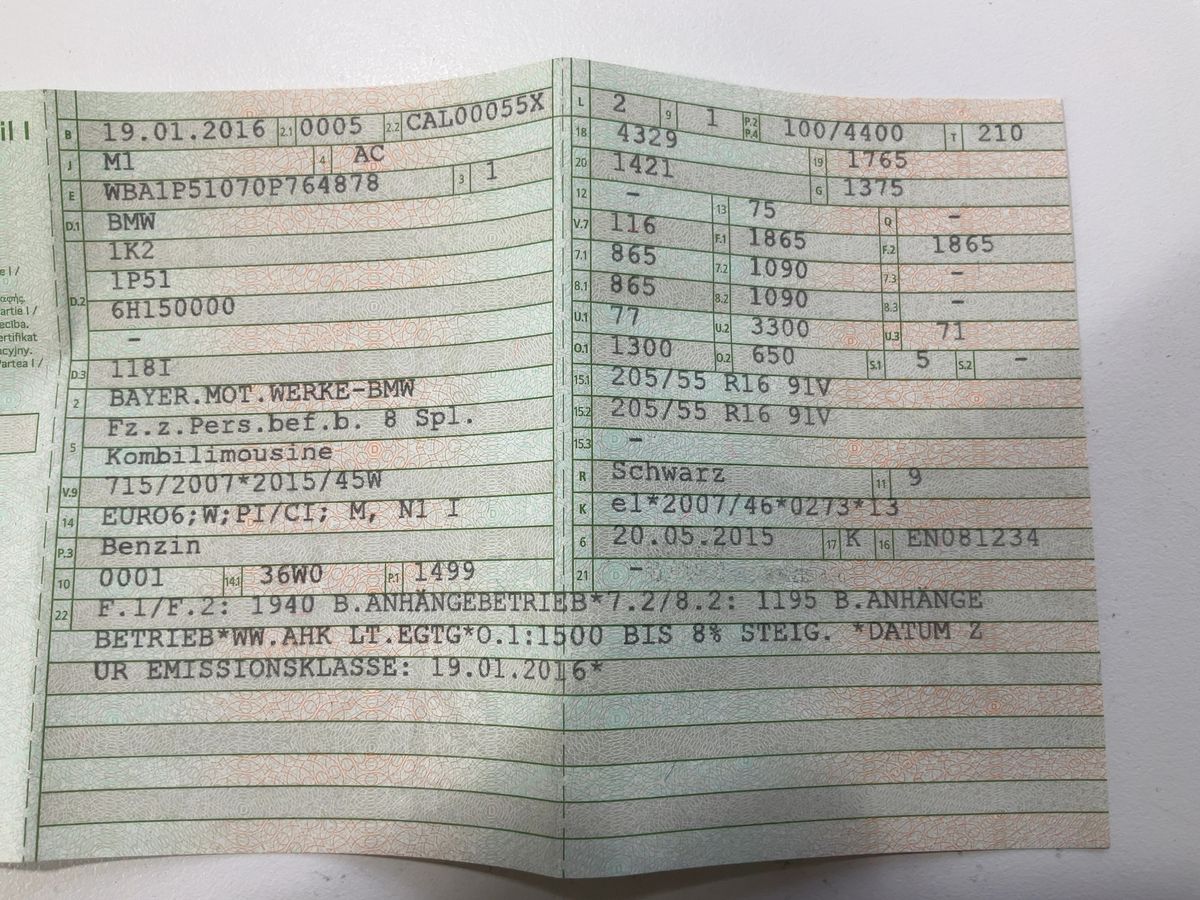 il I
e I /
αφής.
artie I /
ecība.
rtifikat
acyjny.
Partea I /
B 19.01.2016 2.1 0005 2.2 CAL00055X
J M1 4 AC
E WBA1P51070P764878 3 1
D.1 BMW
D.2 1K2
1P51
6H150000
–
D.3 118I
2 BAYER.MOT.WERKE-BMW
5 Fz.z.Pers.bef.b. 8 Spl.
Kombilimousine
V.9 715/2007*2015/45W
14 EURO6;W;PI/CI; M, N1 I
P.3 Benzin
10 0001 14.1 36W0 P.1 1499
L 2 9 1 P.2 P.4 100/4400 T 210
18 4329 19 1765
20 1421 G 1375
12 – 13 75 Q –
V.7 116 F.1 1865 F.2 1865
7.1 865 7.2 1090 7.3 –
8.1 865 8.2 1090 8.3 –
U.1 77 U.2 3300 U.3 71
O.1 1300 O.2 650 S.1 5 S.2 –
15.1 205/55 R16 91V
15.2 205/55 R16 91V
15.3 –
R Schwarz 11 9
K e1*2007/46*0273*13
6 20.05.2015 17 K 16 EN081234
21 –
22 F.1/F.2: 1940 B.ANHÄNGEBETRIEB*7.2/8.2: 1195 B.ANHÄNGE
BETRIEB*WW.AHK LT.EGTG*O.1:1500 BIS 8% STEIG. *DATUM Z
UR EMISSIONSKLASSE: 19.01.2016*